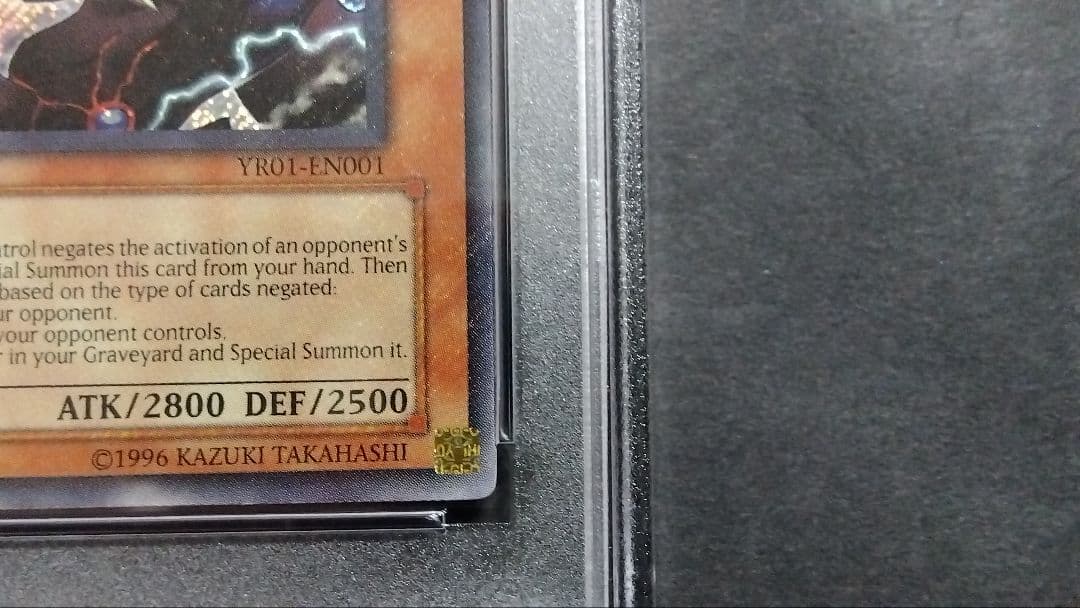 YR01-EN001
trol negates the activation of an opponent's
ial Summon this card from your hand. Then
based on the type of cards negated:
ur opponent.
your opponent controls.
r in your Graveyard and Special Summon it.
ATK/2800 DEF/2500
©1996 KAZUKI TAKAHASHI